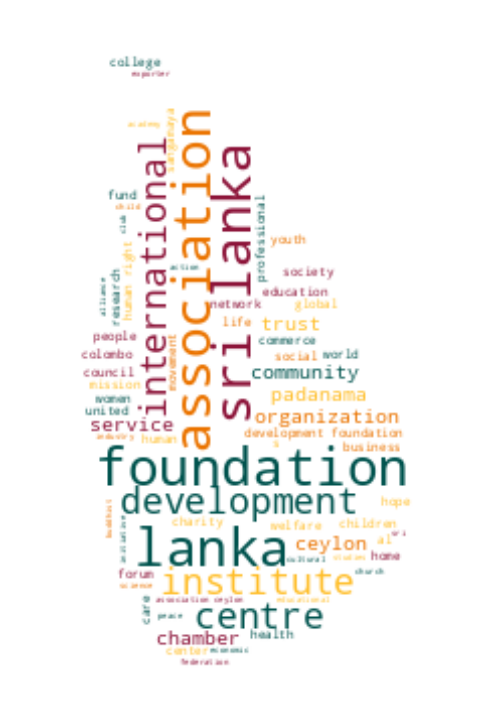 college
exporter
academy
sangamaya
association
international
sri lanka
fund
child
club
professional
human right
youth
action
research
society
alliance
education
network
global
life
trust
people
movement
commerce
colombo
social
world
council
community
mission
padanama
women
united
organization
service
industry
human
development foundation
s
business
foundation
development
hope
buddhist
charity
welfare
children
initiative
lanka
ceylon
al
sri
cultural
studies
home
forum
church
science
institute
care
association ceylon
educational
peace
centre
chamber
health
center
economic
federation